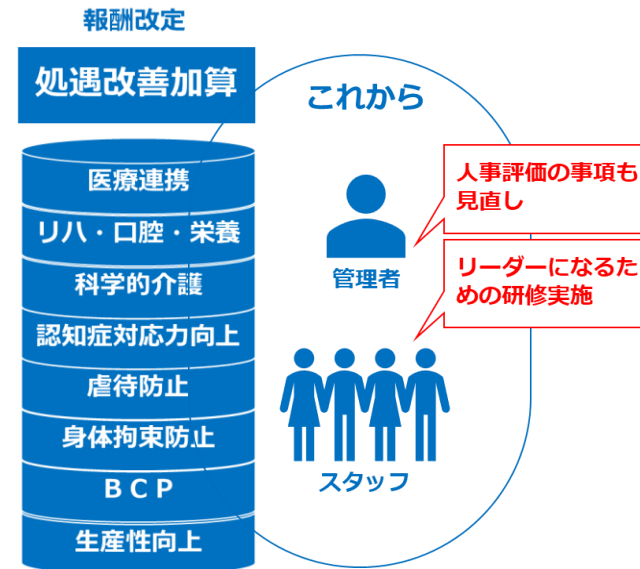 報酬改定
処遇改善加算
医療連携
リハ・口腔・栄養
科学的介護
認知症対応力向上
虐待防止
身体拘束防止
ＢＣＰ
生産性向上
これから
人事評価の事項も
見直し
管理者
リーダーになるた
めの研修実施
スタッフ